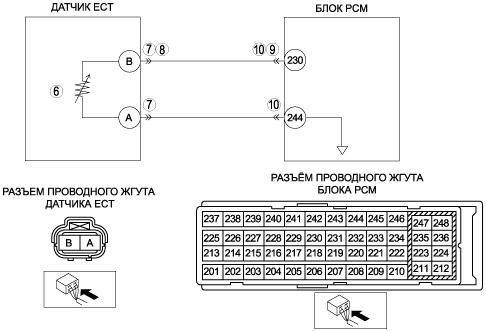 ДАТЧИК ECT
БЛОК PCM
B
7 8
10 9
230
6
A
7
10
244
РАЗЪЕМ ПРОВОДНОГО ЖГУТА
ДАТЧИКА ECT
РАЗЪЁМ ПРОВОДНОГО ЖГУТА
БЛОКА PCM
B A
237 238 239 240 241 242 243 244 245 246 247 248
225 226 227 228 229 230 231 232 233 234 235 236
213 214 215 216 217 218 219 220 221 222 223 224
201 202 203 204 205 206 207 208 209 210 211 212